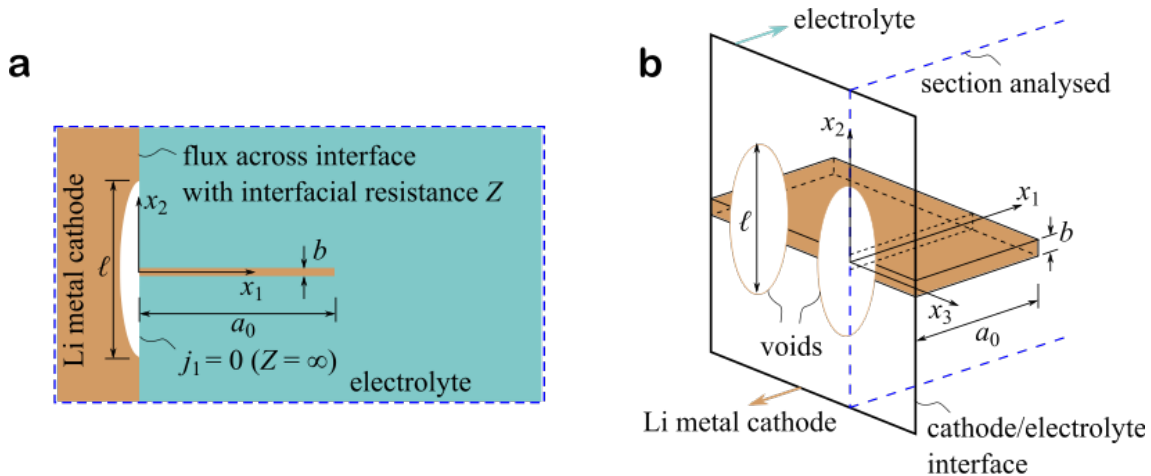 a
flux across interface
with interfacial resistance Z
Li metal cathode
ℓ
x₂
b
x₁
a₀
j₁ = 0 (Z = ∞)
electrolyte
b
electrolyte
section analysed
x₂
x₁
ℓ
b
x₃
a₀
voids
Li metal cathode
cathode/electrolyte
interface